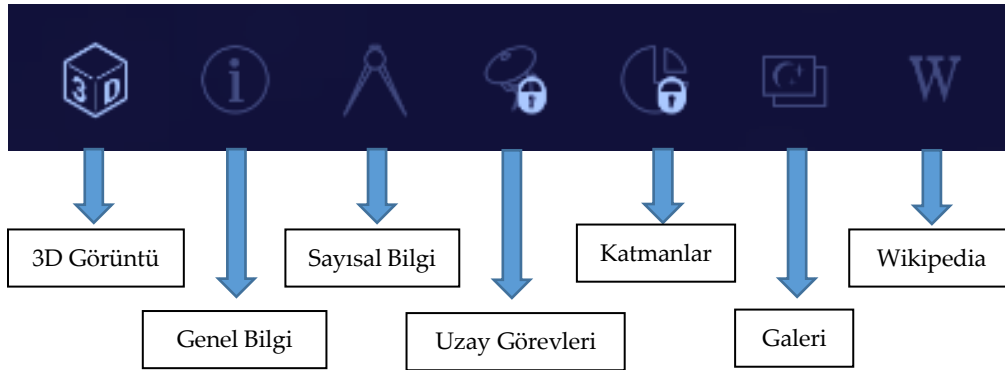 3D
i
W
3D Görüntü
Sayısal Bilgi
Katmanlar
Wikipedia
Genel Bilgi
Uzay Görevleri
Galeri